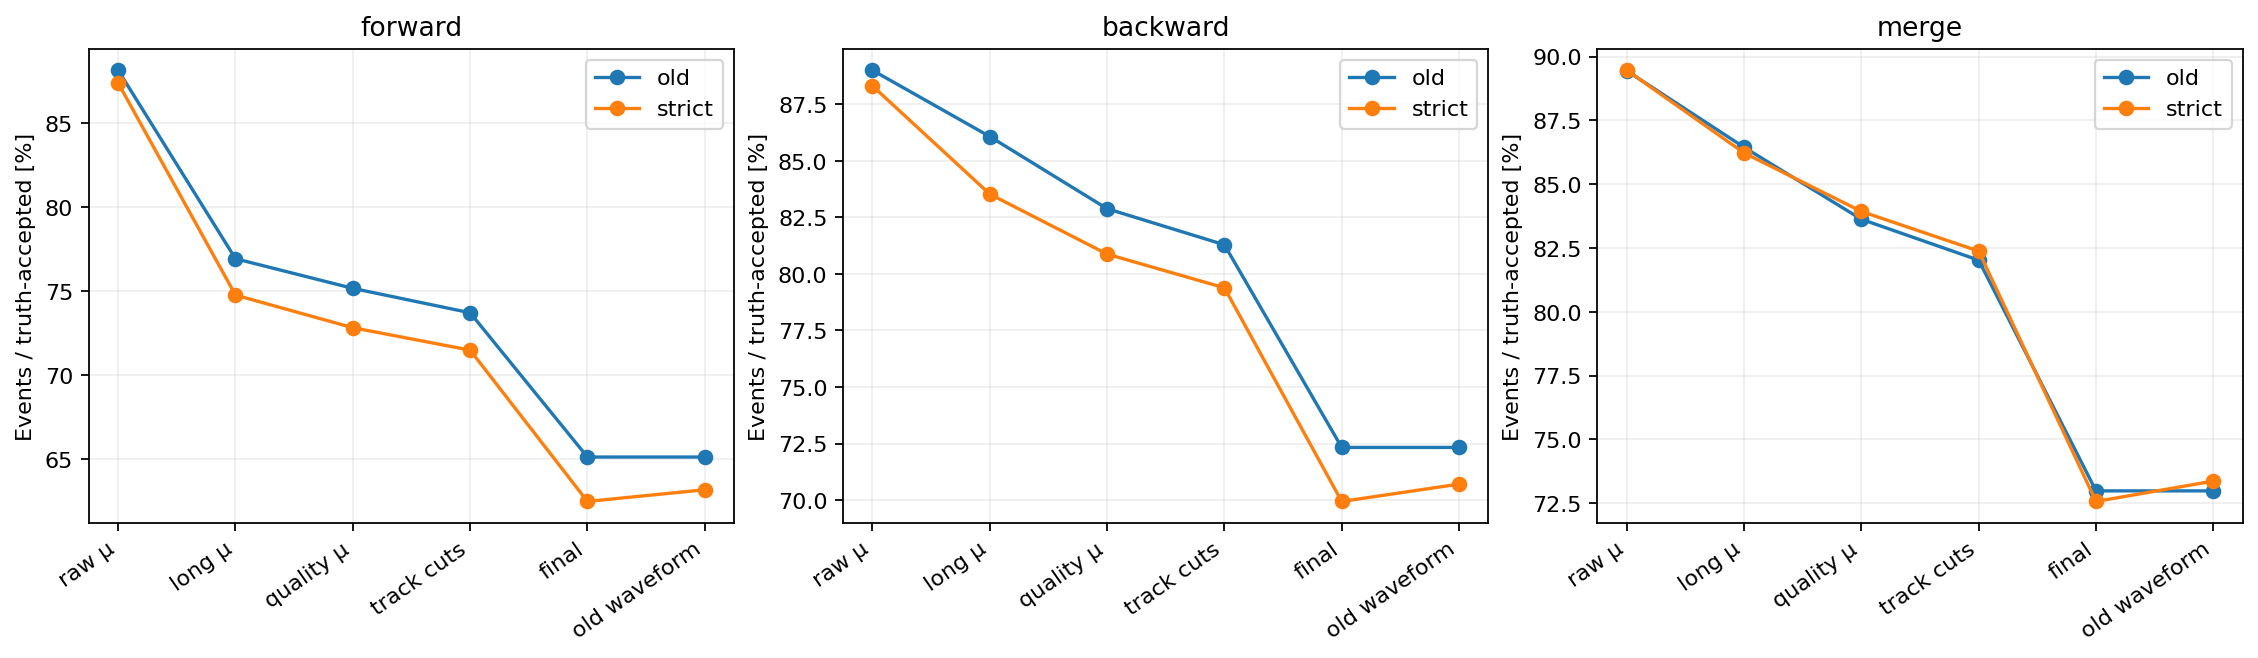 forward
Events / truth-accepted [%]
85
80
75
70
65
old
strict
raw μ
long μ
quality μ
track cuts
final
old waveform
backward
Events / truth-accepted [%]
87.5
85.0
82.5
80.0
77.5
75.0
72.5
70.0
old
strict
raw μ
long μ
quality μ
track cuts
final
old waveform
merge
Events / truth-accepted [%]
90.0
87.5
85.0
82.5
80.0
77.5
75.0
72.5
old
strict
raw μ
long μ
quality μ
track cuts
final
old waveform